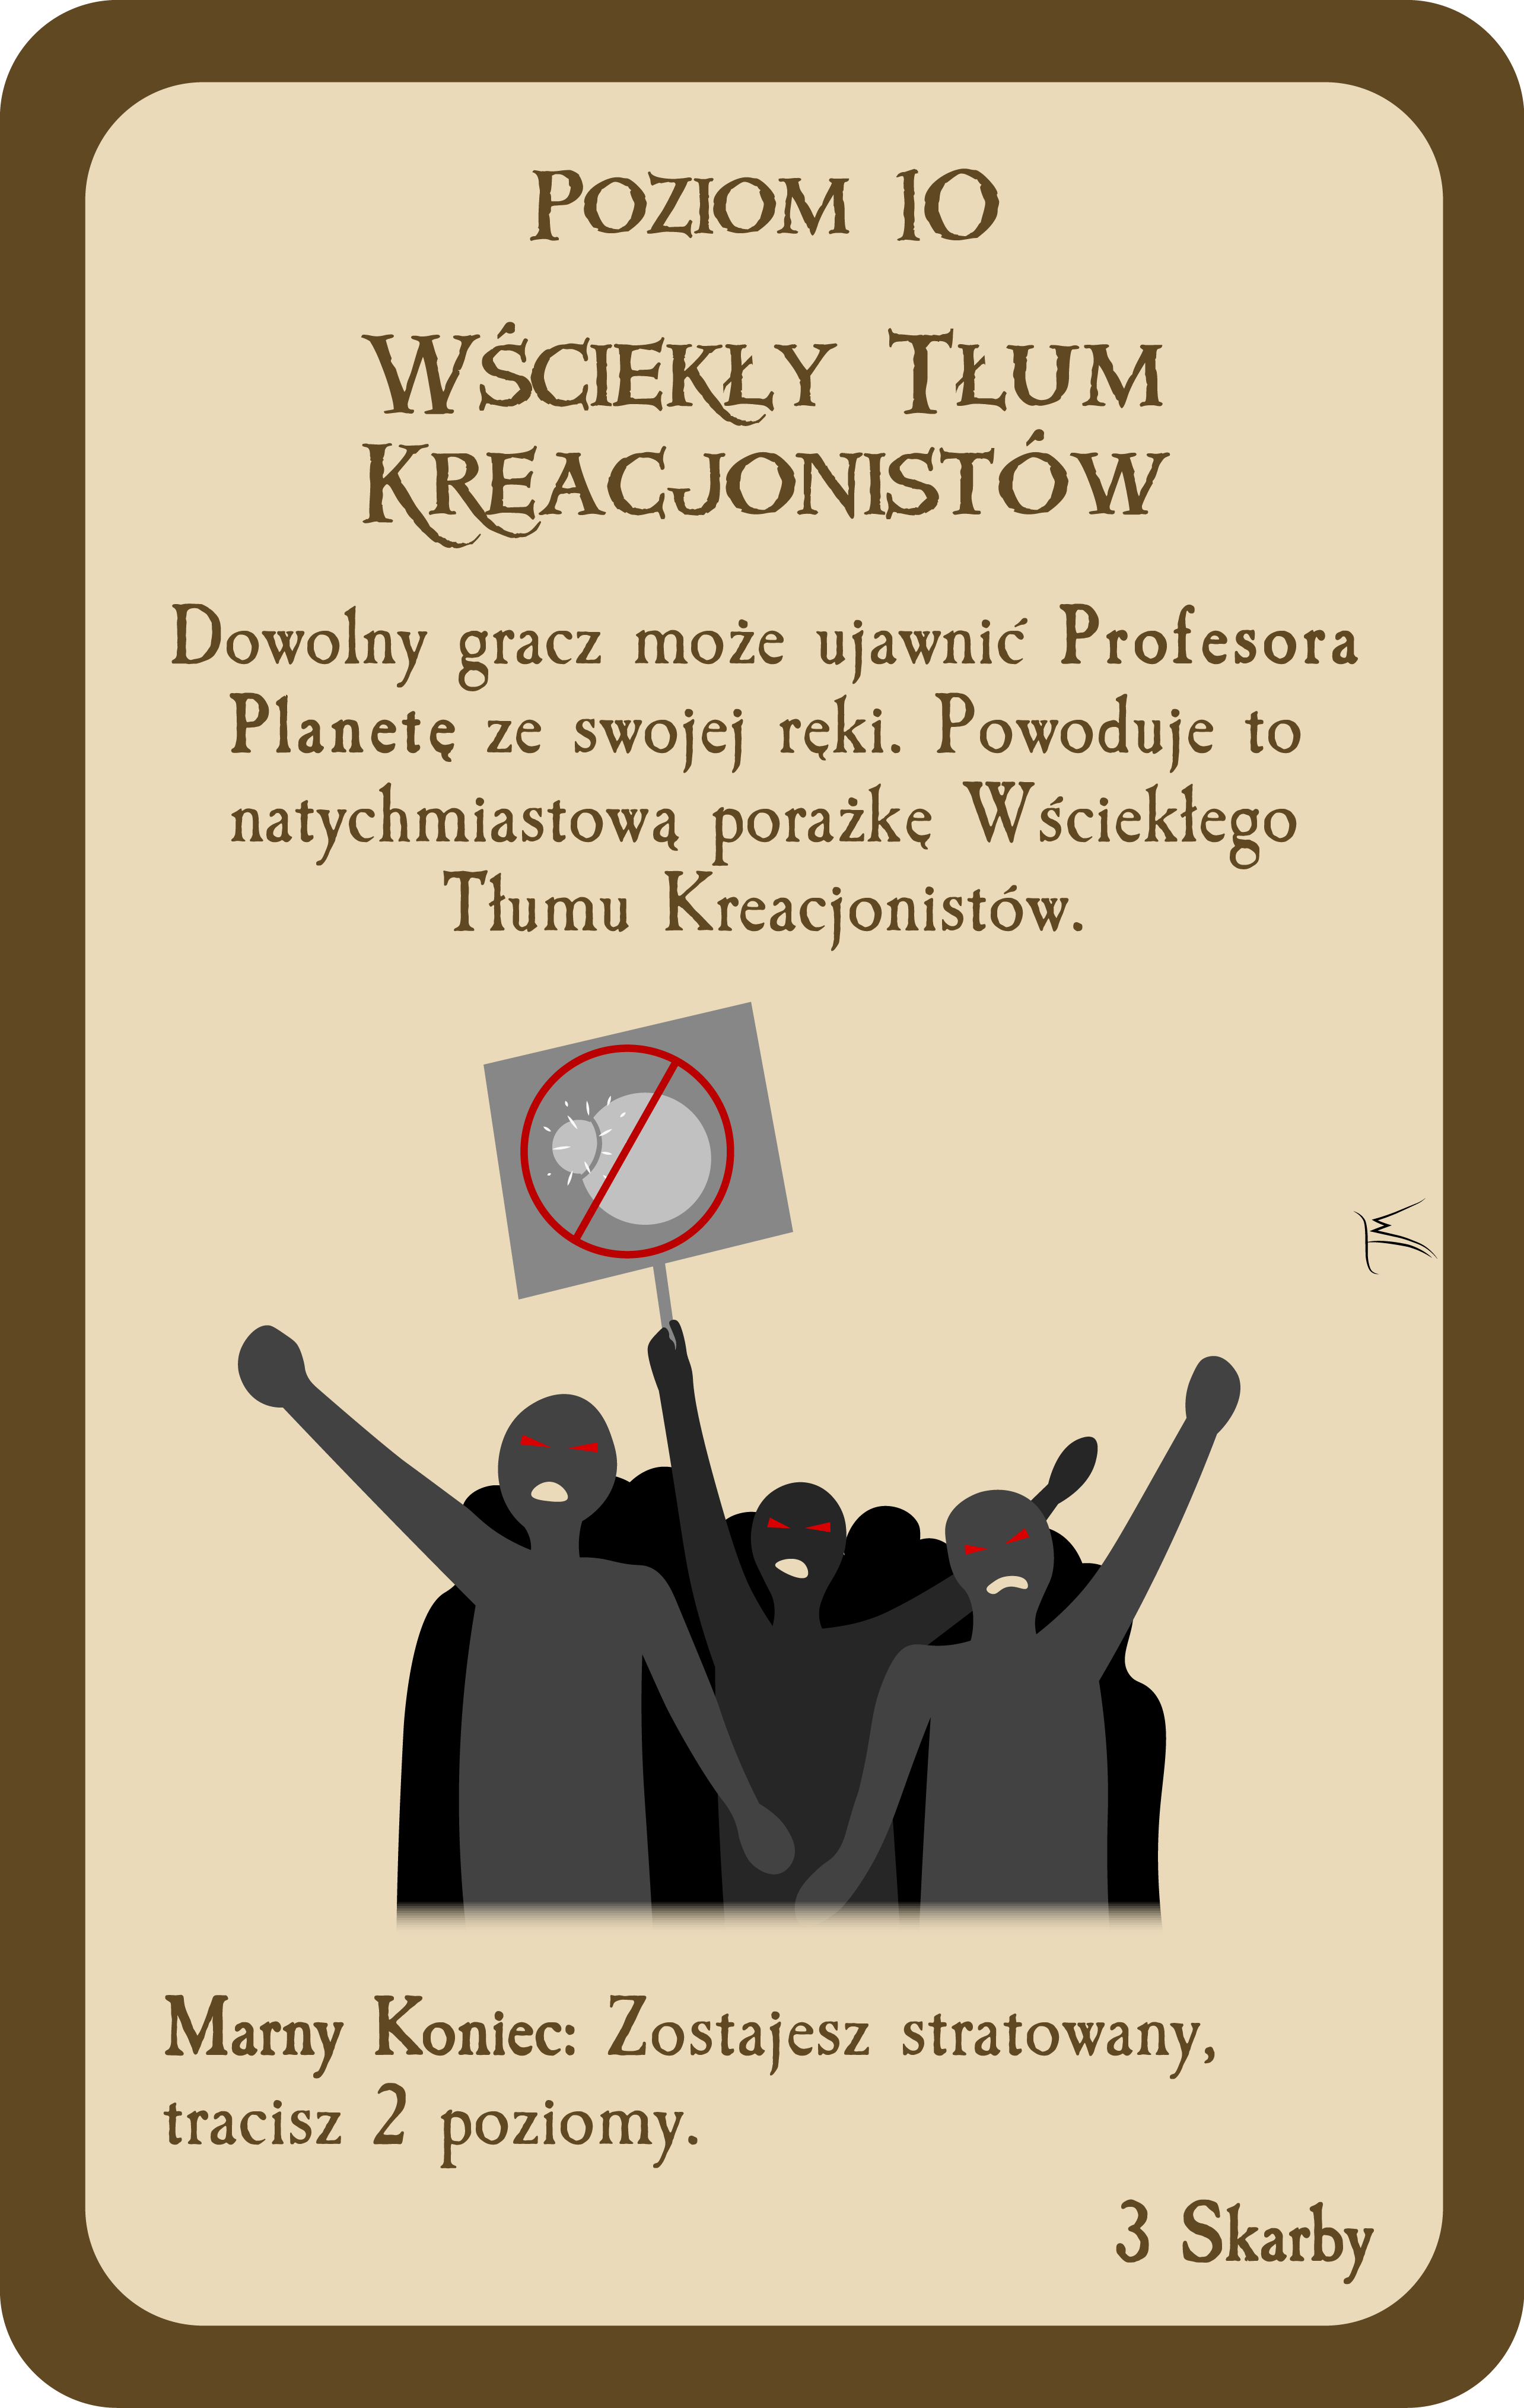 Poziom 10
Wścekły Tłum
Kreacjonistów
Dowolny gracz może ujawnić Profesora
Planetę ze swojej ręki. Powoduje to
natychmiastową porażkę Wściekłego
Tłumu Kreacjonistów.
Marny Koniec: Zostajesz stratowany,
tracisz 2 poziomy.
3 Skarby